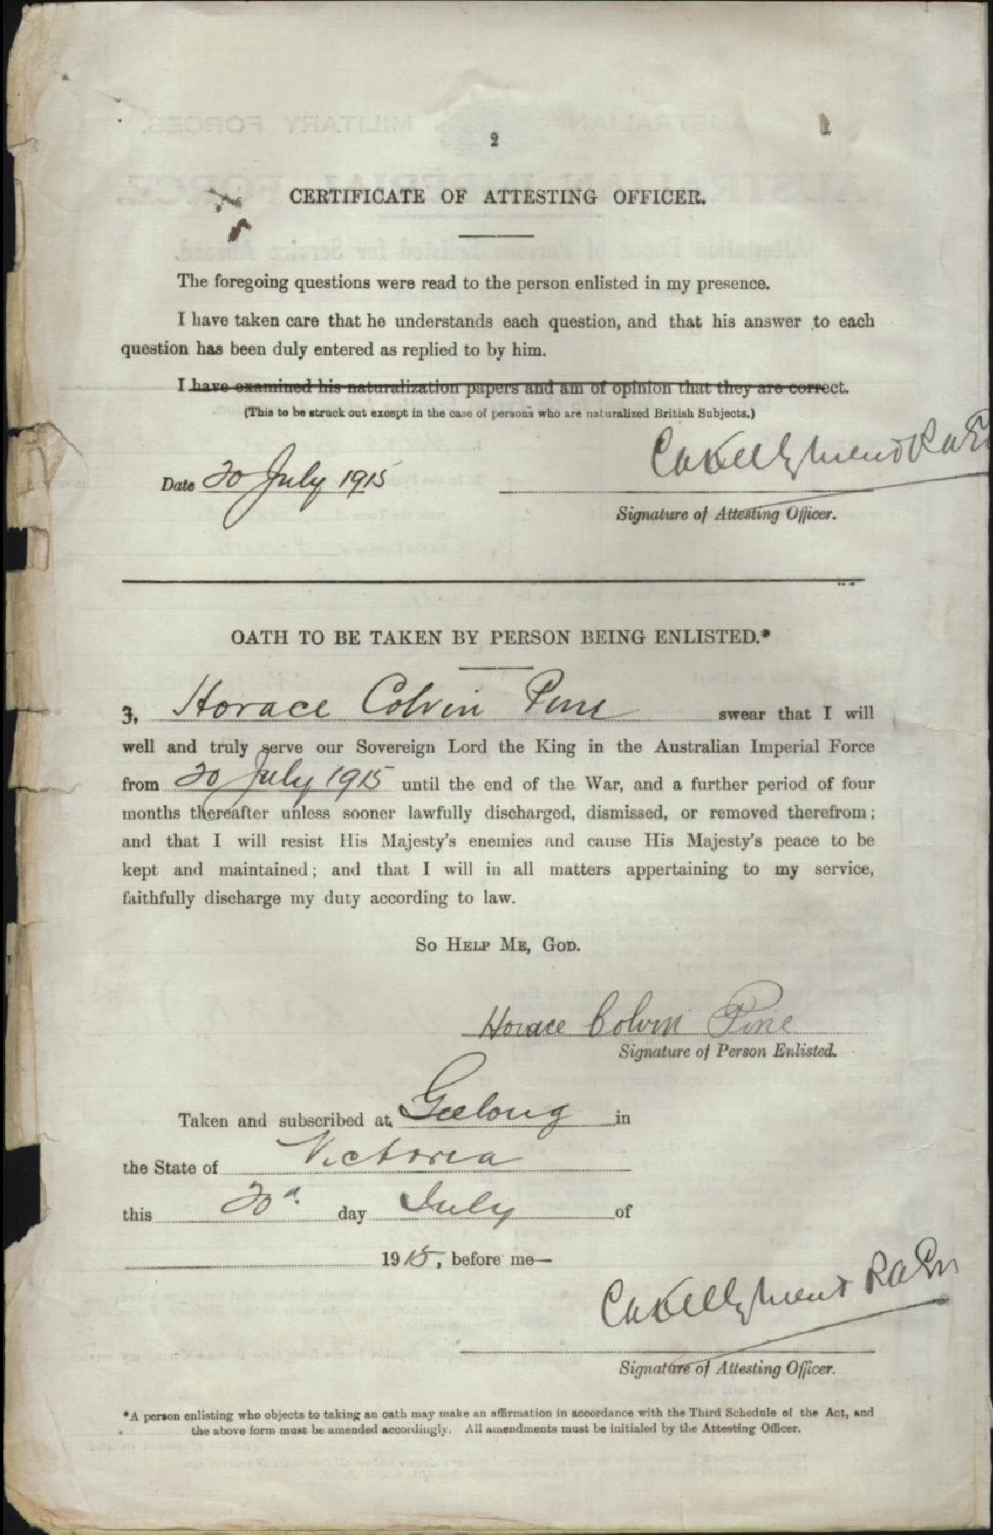 2
CERTIFICATE OF ATTESTING OFFICER.
The foregoing questions were read to the person enlisted in my presence.
I have taken care that he understands each question, and that his answer to each
question has been duly entered as replied to by him.
I have examined his naturalization papers and am of opinion that they are correct.
(This to be struck out except in the case of persons who are naturalized British Subjects.)
Date 20 July 1915
Signature of Attesting Officer.
OATH TO BE TAKEN BY PERSON BEING ENLISTED.*
I, Horace Colvin Pine swear that I will
well and truly serve our Sovereign Lord the King in the Australian Imperial Force
from 20 July 1915 until the end of the War, and a further period of four
months thereafter unless sooner lawfully discharged, dismissed, or removed therefrom;
and that I will resist His Majesty's enemies and cause His Majesty's peace to be
kept and maintained; and that I will in all matters appertaining to my service,
faithfully discharge my duty according to law.
So Help Me, God.
Horace Colvin Pine
Signature of Person Enlisted.
Taken and subscribed at Geelong in
the State of Victoria
this 20th day July of
1915, before me—
Signature of Attesting Officer.
*A person enlisting who objects to taking an oath may make an affirmation in accordance with the Third Schedule of the Act, and
the above form must be amended accordingly. All amendments must be initialed by the Attesting Officer.